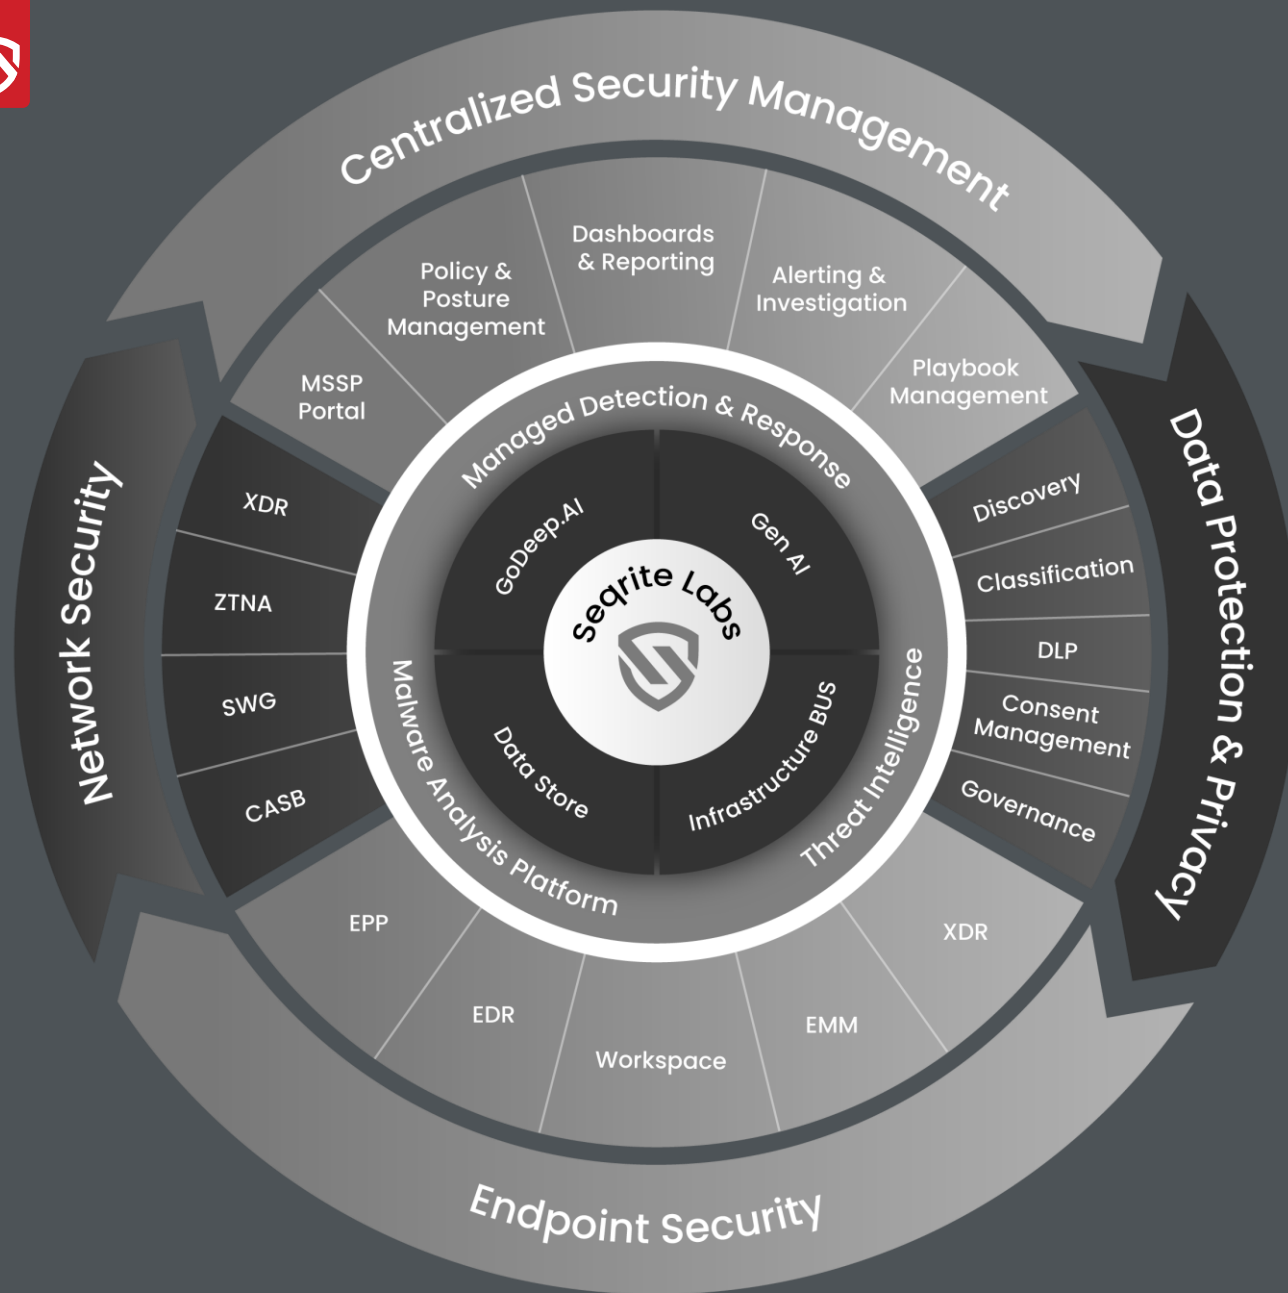 Centralized Security Management
Dashboards
& Reporting
Policy &
Posture
Management
Alerting &
Investigation
MSSP
Portal
Playbook
Management
Managed Detection & Response
Network Security
XDR
ZTNA
SWG
CASB
GoDeep.AI
Gen AI
Seqrite Labs
Data Store
Infrastructure BUS
Malware Analysis Platform
Threat Intelligence
Discovery
Classification
DLP
Consent
Management
Governance
Data Protection & Privacy
EPP
EDR
Workspace
EMM
XDR
Endpoint Security